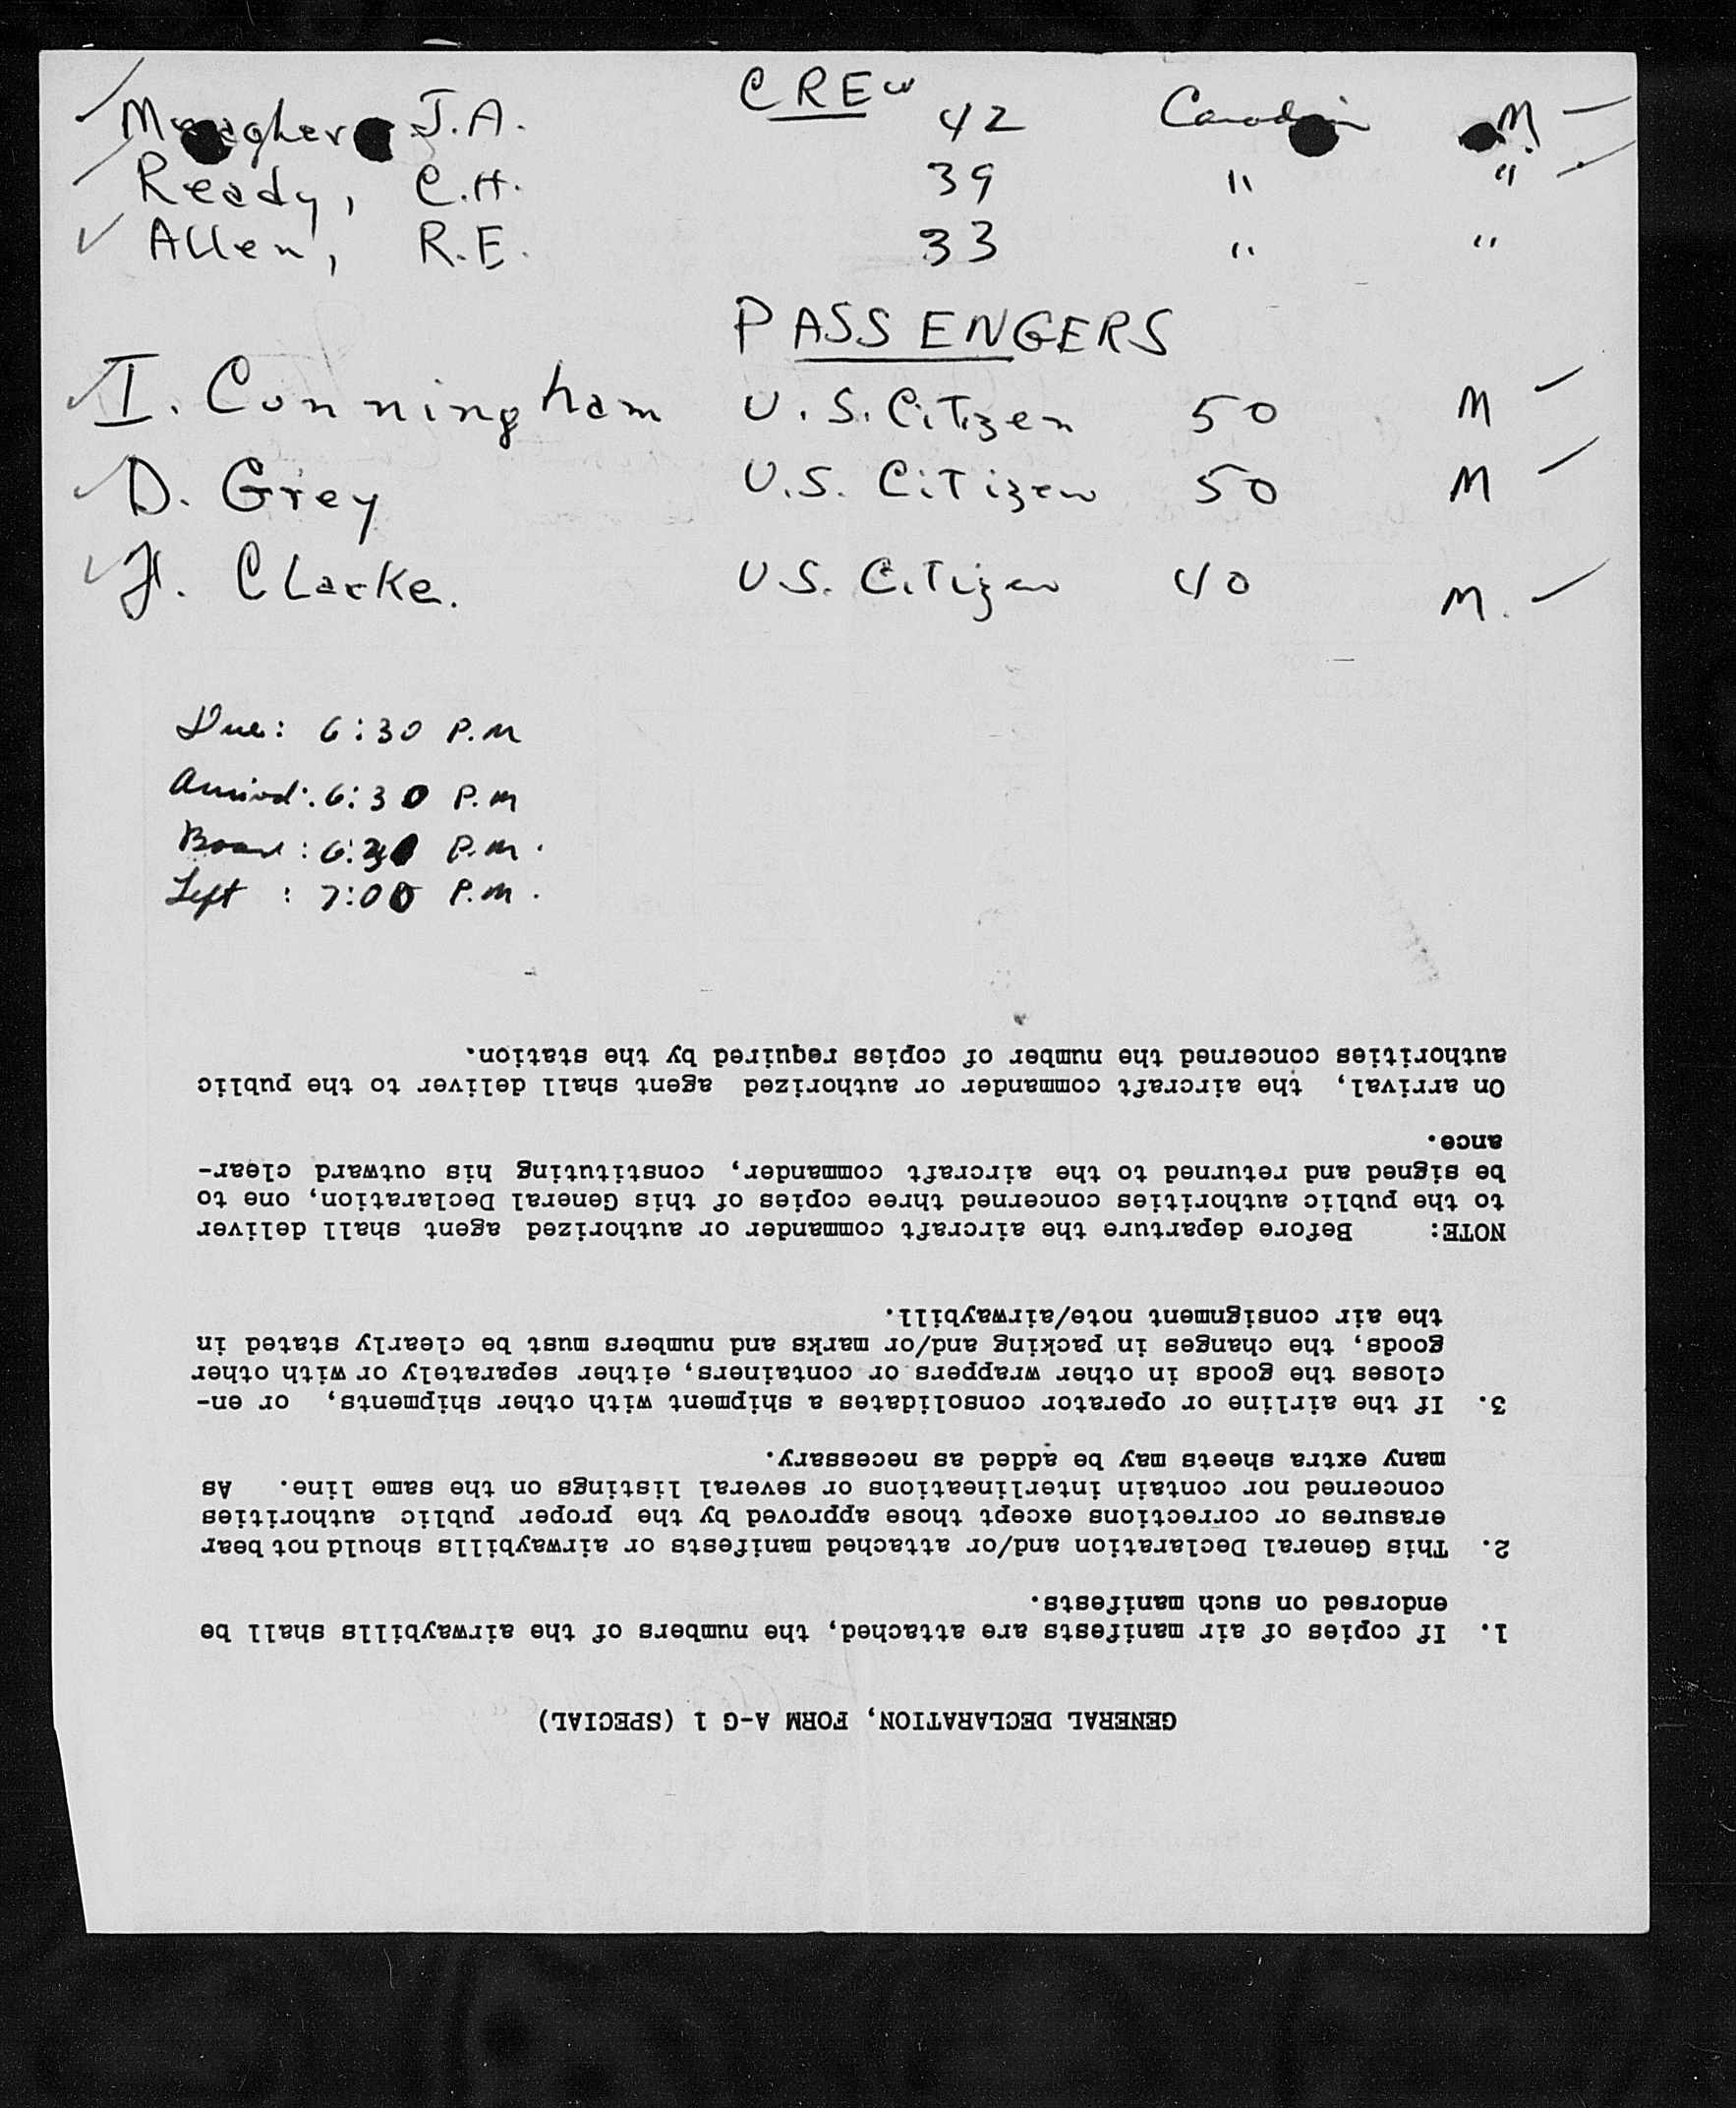 CREW
Meagher J.A. 42 Canadian M.
Ready, C.H. 39 " "
Allen, R.E. 33 " "
PASSENGERS
I. Cunningham U.S. Citizen 50 M
D. Grey U.S. Citizen 50 M
H. Clarke. U.S. Citizen 40 M.
Due: 6:30 P.M
Arrived: 6:30 P.M
Board: P.M.
Left : 7:00 P.M.
GENERAL DECLARATION, FORM A-G 1 (SPECIAL)
1. If copies of air manifests are attached, the numbers of the airwaybills shall be
endorsed on such manifests.
2. This General Declaration and/or attached manifests or airwaybills should not bear
erasures or corrections except those approved by the proper public authorities
concerned nor contain interlineations or several listings on the same line. As
many extra sheets may be added as necessary.
3. If the airline or operator consolidates a shipment with other shipments, or en-
closes the goods in other wrappers or containers, either separately or with other
goods, the changes in packing and/or marks and numbers must be clearly stated in
the air consignment note/airwaybill.
NOTE: Before departure the aircraft commander or authorized agent shall deliver
to the public authorities concerned three copies of this General Declaration, one to
be signed and returned to the aircraft commander, constituting his outward clear-
ance.
On arrival, the aircraft commander or authorized agent shall deliver to the public
authorities concerned the number of copies required by the station.